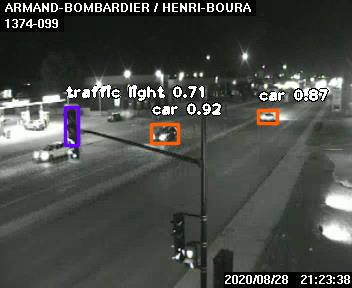 ARMAND-BOMBARDIER / HENRI-BOURA
1374-099
traffic light 0.71
car 0.92
car 0.87
2020/08/28 21:23:38